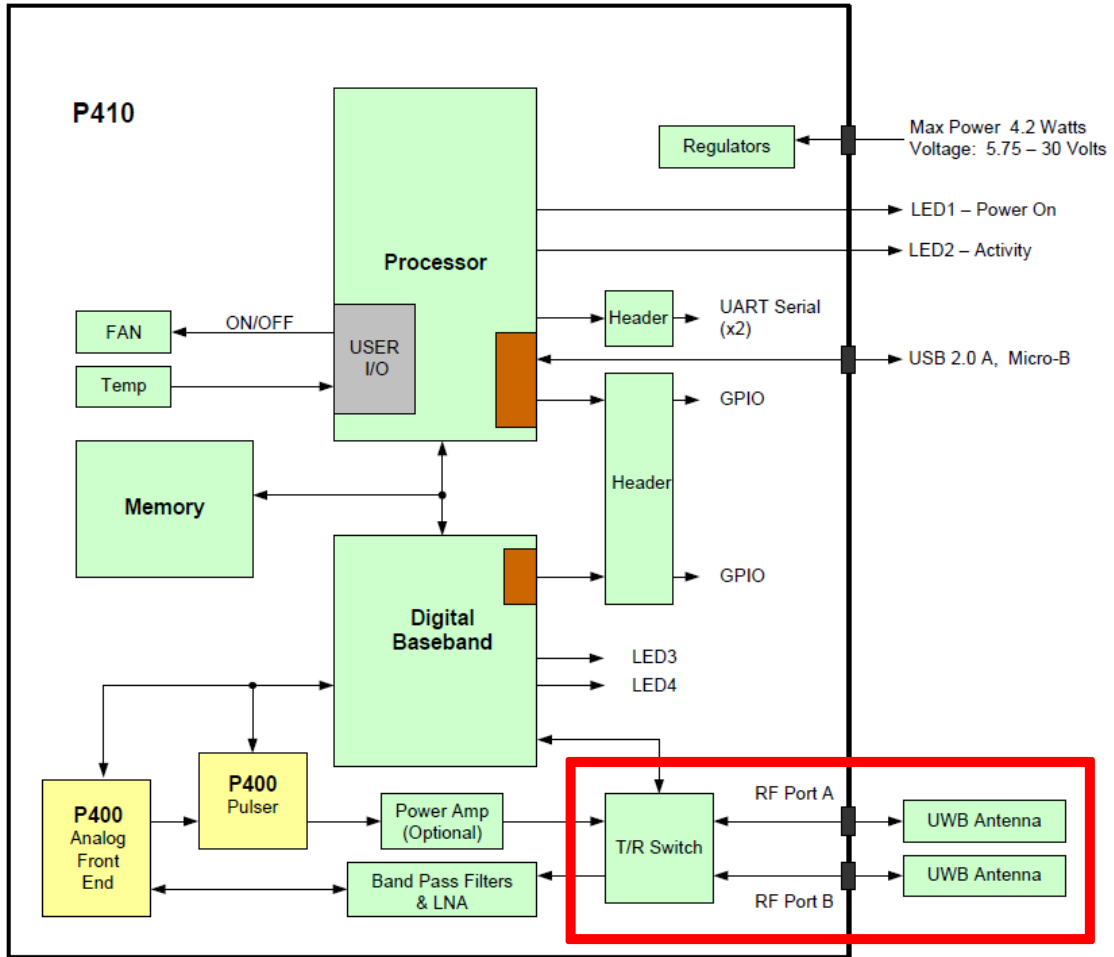 P410
Regulators
Max Power 4.2 Watts
Voltage: 5.75 – 30 Volts
LED1 – Power On
LED2 – Activity
Processor
FAN
ON/OFF
Temp
USER
I/O
Header
UART Serial
(x2)
USB 2.0 A, Micro-B
GPIO
Header
Memory
GPIO
Digital
Baseband
LED3
LED4
P400
Pulser
P400
Analog
Front
End
Power Amp
(Optional)
Band Pass Filters
& LNA
T/R Switch
RF Port A
UWB Antenna
UWB Antenna
RF Port B